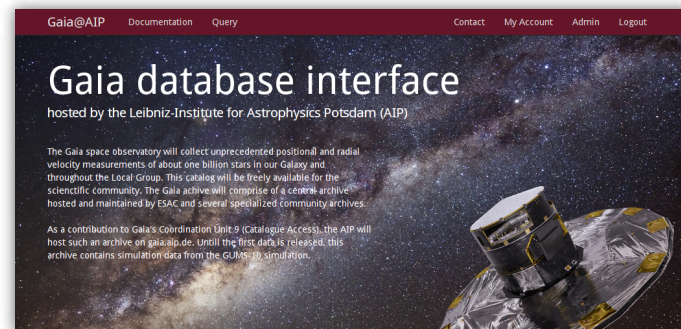 Gaia@AIP Documentation Query Contact My Account Admin Logout
Gaia database interface
hosted by the Leibniz-Institute for Astrophysics Potsdam (AIP)
The Gaia space observatory will collect unprecedented positional and radial
velocity measurements of about one billion stars in our Galaxy and
throughout the Local Group. This catalog will be freely available for the
scienctific community. The Gaia achive will comprise of a central archive
hosted and maintained by ESAC and several specialized community archives.
As a contribution to Gaia's Coordination Unit 9 (Catalogue Access), the AIP will
host such an archive on gaia.aip.de. Untill the first data is released, this
archive contains simulation data from the GUMS-10 simulation.